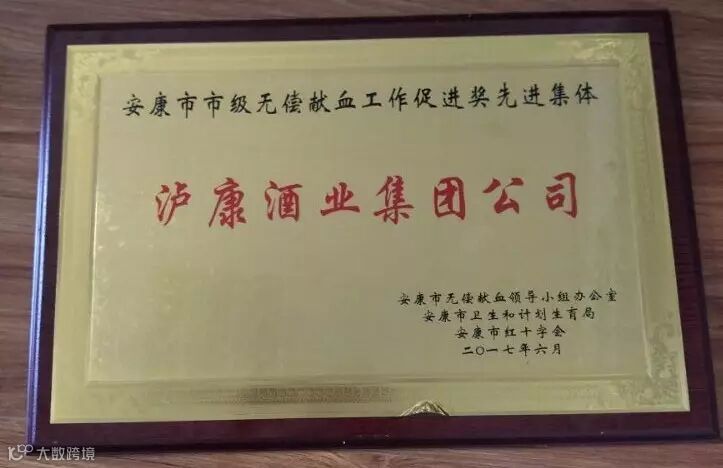 安康市市级无偿献血工作促进奖先进集体
泸康酒业集团公司
安康市无偿献血领导小组办公室
安康市卫生和计划生育局
安康市红十字会
二〇一七年六月
大数跨境